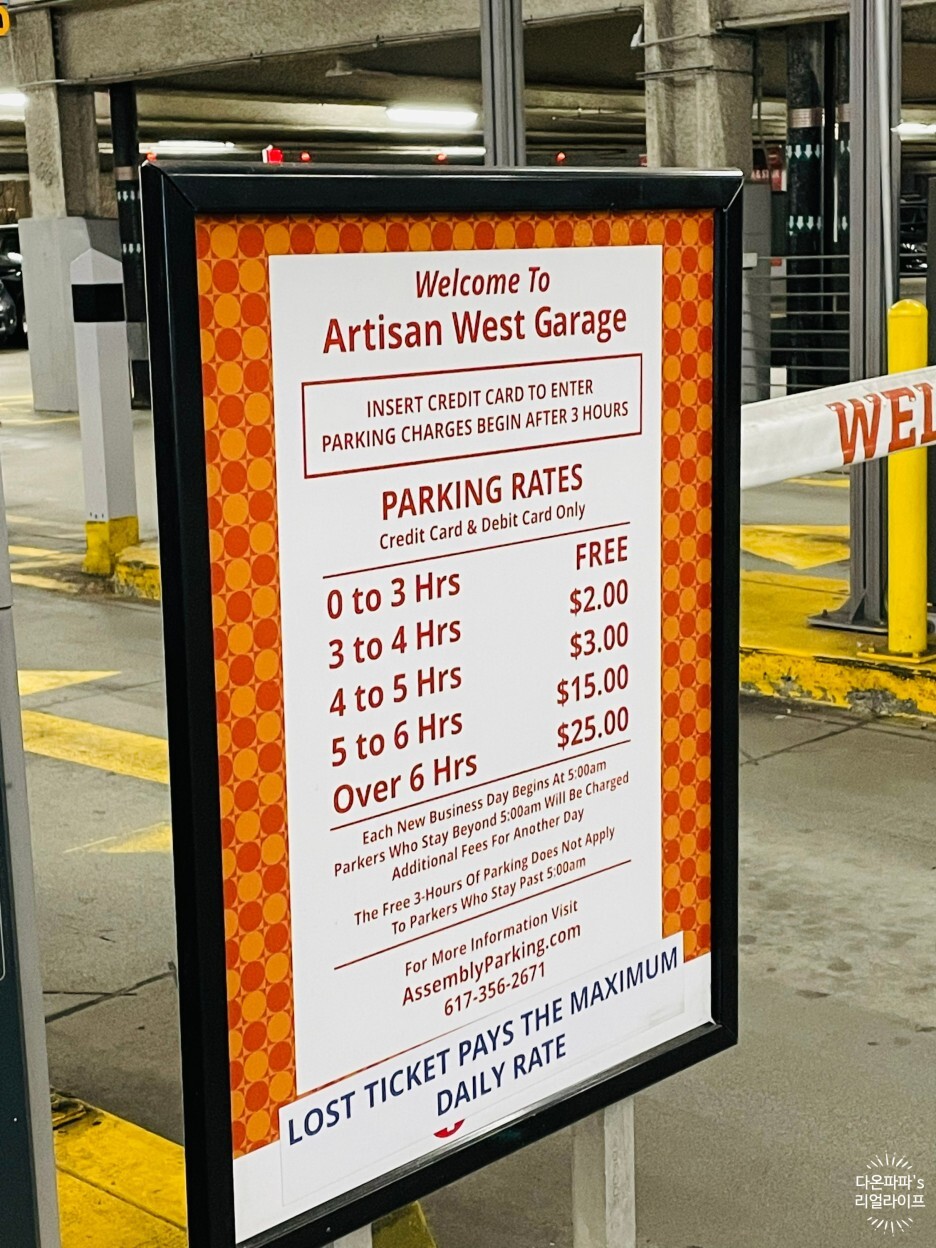 Welcome To
Artisan West Garage
INSERT CREDIT CARD TO ENTER
PARKING CHARGES BEGIN AFTER 3 HOURS
PARKING RATES
Credit Card & Debit Card Only
0 to 3 Hrs FREE
3 to 4 Hrs $2.00
4 to 5 Hrs $3.00
5 to 6 Hrs $15.00
Over 6 Hrs $25.00
Each New Business Day Begins At 5:00am
Parkers Who Stay Beyond 5:00am Will Be Charged
Additional Fees For Another Day
The Free 3-Hours Of Parking Does Not Apply
To Parkers Who Stay Past 5:00am
For More Information Visit
AssemblyParking.com
617-356-2671
LOST TICKET PAYS THE MAXIMUM
DAILY RATE
WEL
다온파파's
리얼라이프